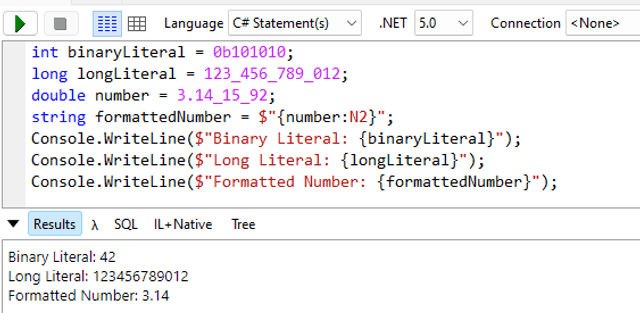 Language C# Statement(s) .NET 5.0 Connection <None>
int binaryLiteral = 0b101010;
long longLiteral = 123_456_789_012;
double number = 3.14_15_92;
string formattedNumber = $"{number:N2}";
Console.WriteLine($"Binary Literal: {binaryLiteral}");
Console.WriteLine($"Long Literal: {longLiteral}");
Console.WriteLine($"Formatted Number: {formattedNumber}");
Results λ SQL IL+Native Tree
Binary Literal: 42
Long Literal: 123456789012
Formatted Number: 3.14